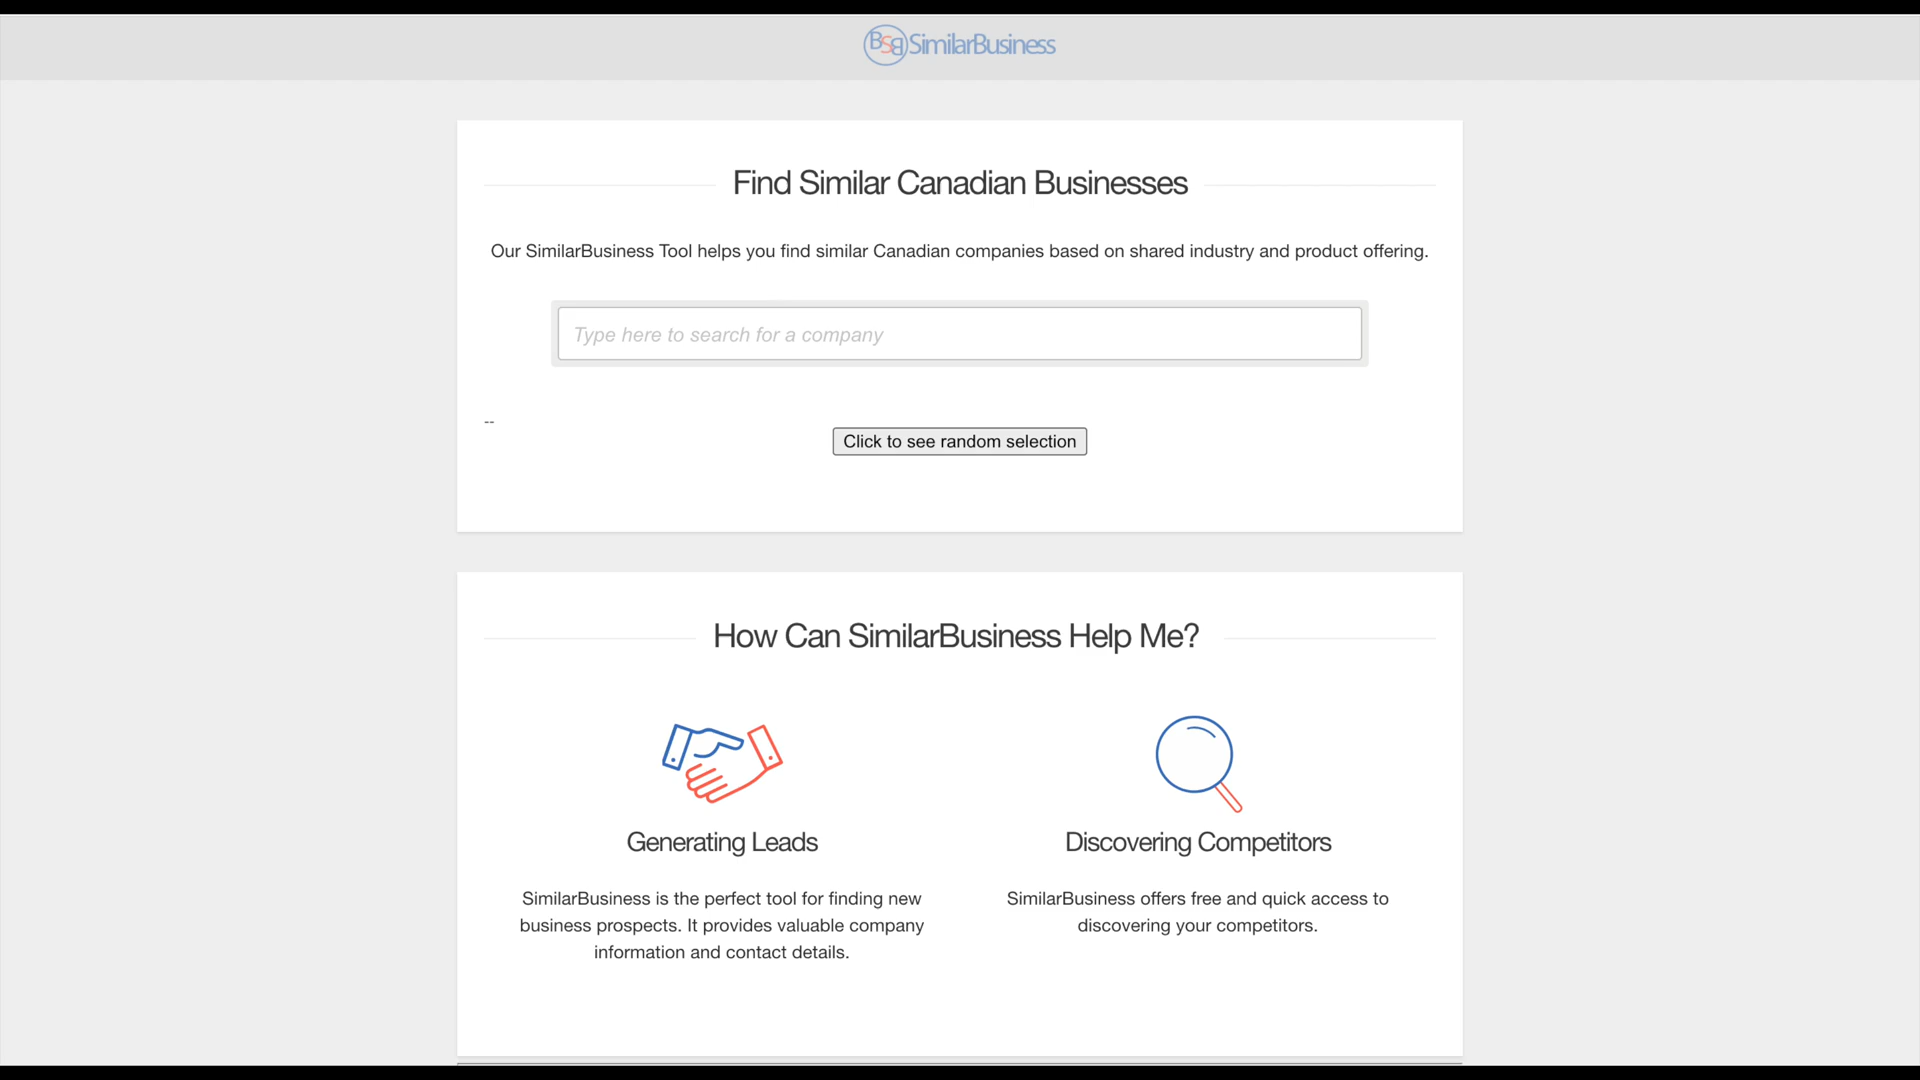 BSB SimilarBusiness
Find Similar Canadian Businesses
Our SimilarBusiness Tool helps you find similar Canadian companies based on shared industry and product offering.
Type here to search for a company
--
Click to see random selection
How Can SimilarBusiness Help Me?
Generating Leads
SimilarBusiness is the perfect tool for finding new
business prospects. It provides valuable company
information and contact details.
Discovering Competitors
SimilarBusiness offers free and quick access to
discovering your competitors.